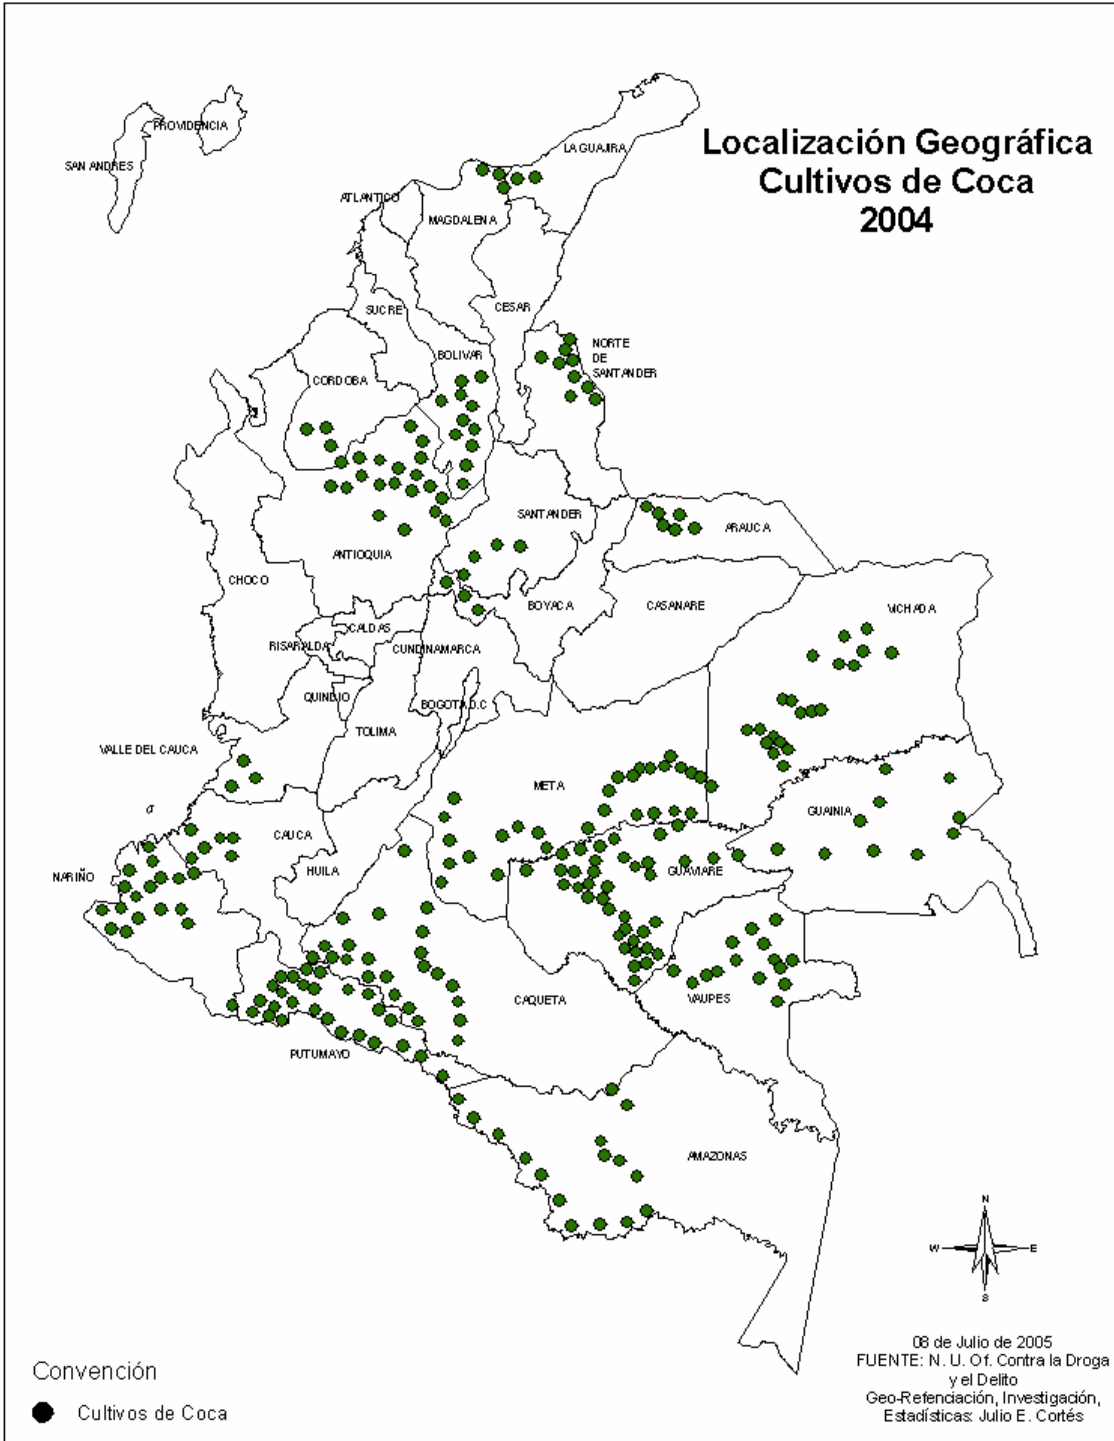 Localización Geográfica
Cultivos de Coca
2004
PROVIDENCIA
SAN ANDRES
LA GUAJIRA
ATLANTICO
MAGDALENA
CESAR
SUCRE
BOLIVAR
NORTE
DE
SANTANDER
CORDOBA
SANTANDER
ARAUCA
ANTIOQUIA
CHOCO
BOYACA
CASANARE
VICHADA
CALDAS
RISARALDA
CUNDINAMARCA
QUINDIO
BOGOTA D.C
TOLIMA
VALLE DEL CAUCA
META
GUAINIA
CAUCA
HUILA
GUAVIARE
NARIÑO
CAQUETA
VAUPES
PUTUMAYO
AMAZONAS
N
W
E
S
08 de Julio de 2005
FUENTE: N. U. Of. Contra la Droga
y el Delito
Geo-Refenciación, Investigación,
Estadísticas: Julio E. Cortés
Convención
Cultivos de Coca